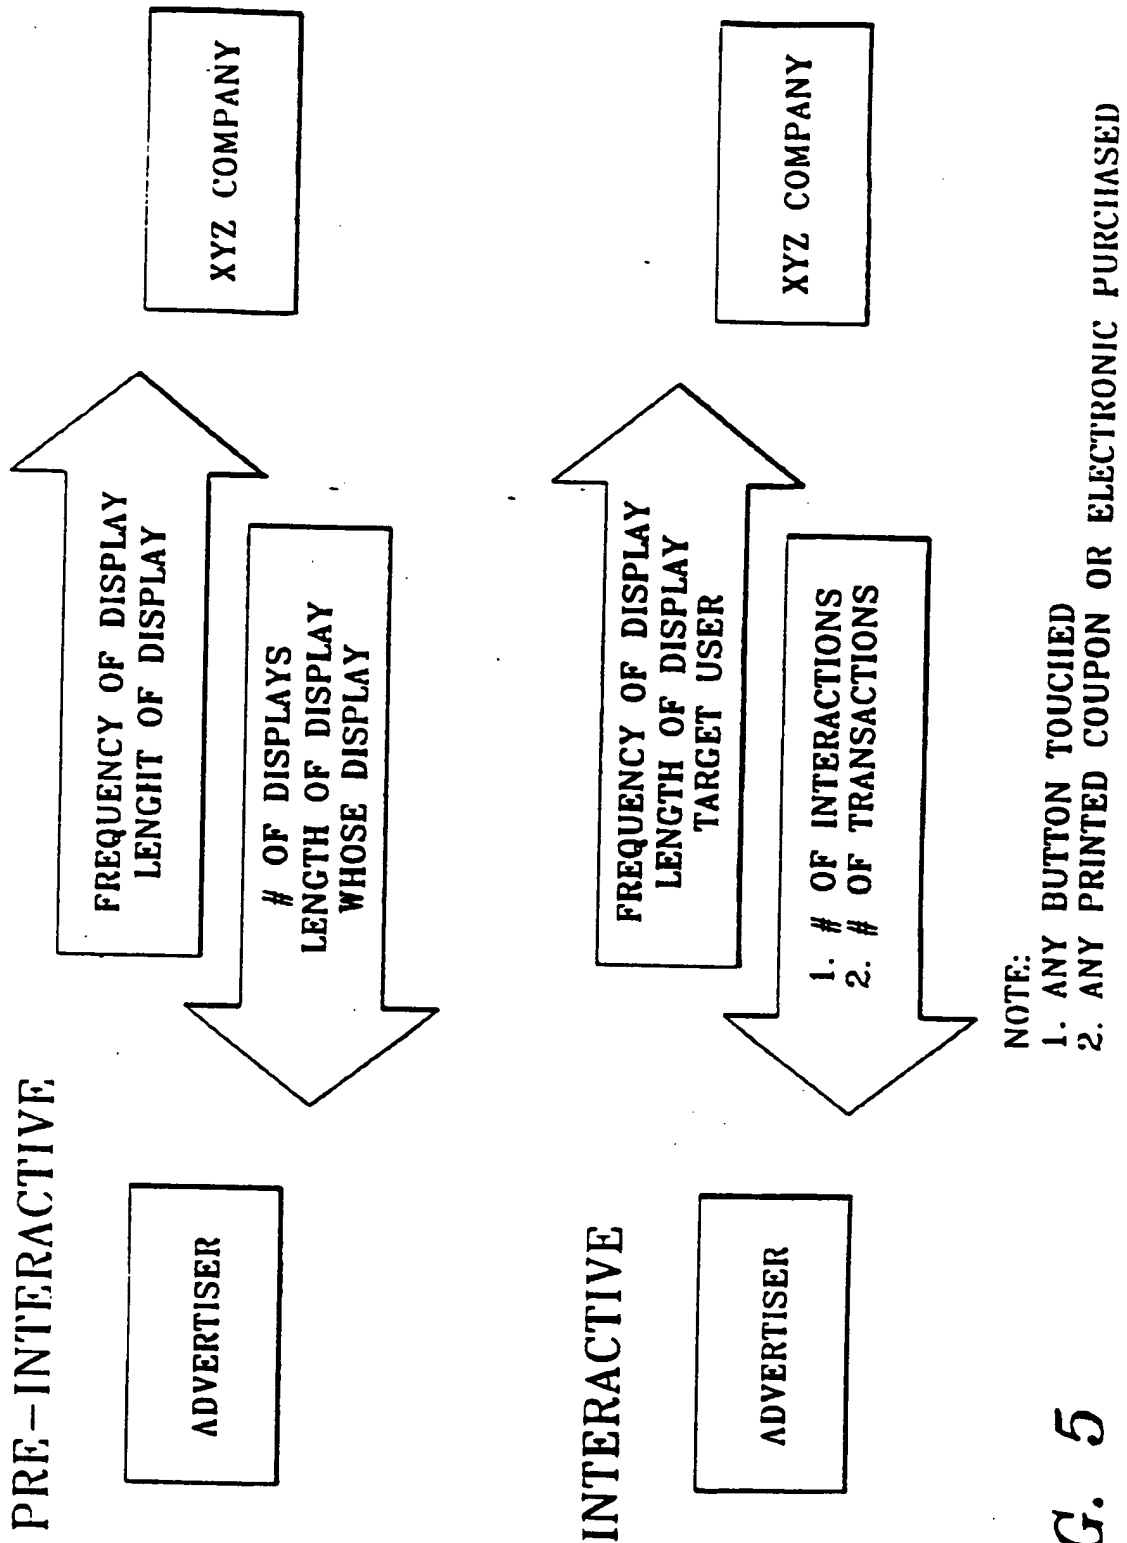 PRE-INTERACTIVE
ADVERTISER
FREQUENCY OF DISPLAY
LENGHT OF DISPLAY
# OF DISPLAYS
LENGTH OF DISPLAY
WHOSE DISPLAY
XYZ COMPANY
INTERACTIVE
ADVERTISER
FREQUENCY OF DISPLAY
LENGTH OF DISPLAY
TARGET USER
1. # OF INTERACTIONS
2. # OF TRANSACTIONS
XYZ COMPANY
NOTE:
1. ANY BUTTON TOUCHED
2. ANY PRINTED COUPON OR ELECTRONIC PURCHASED
G. 5